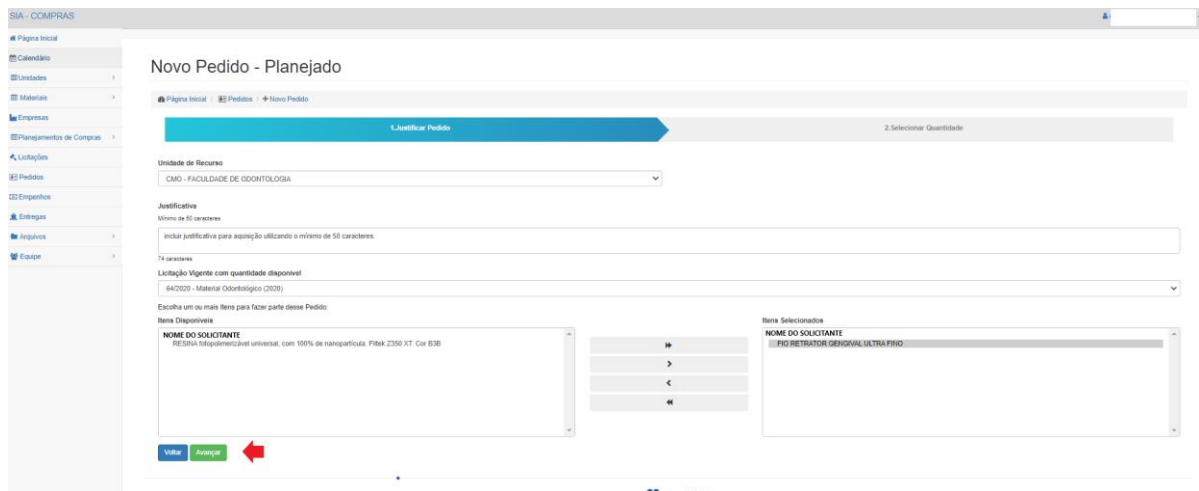 SIA - COMPRAS
Página Inicial
Calendário
Unidades
Materiais
Empresas
Planejamentos de Compras
Licitações
Pedidos
Empenhos
Entregas
Arquivos
Equipe
Novo Pedido - Planejado
Página Inicial / Pedidos / Novo Pedido
1.Justificar Pedido
2.Selecionar Quantidade
Unidade de Recurso
CMO - FACULDADE DE ODONTOLOGIA
Justificativa
Mínimo de 50 caracteres
incluir justificativa para aquisição utilizando o mínimo de 50 caracteres.
74 caracteres
Licitação Vigente com quantidade disponível
64/2020 - Material Odontológico (2020)
Escolha um ou mais itens para fazer parte desse Pedido:
Itens Disponíveis
Itens Selecionados
NOME DO SOLICITANTE
RESINA fotopolimerizável universal, com 100% de nanopartícula. Filtek Z350 XT. Cor B3B
NOME DO SOLICITANTE
FIO RETRATOR GENGIVAL ULTRA FINO
Voltar
Avançar